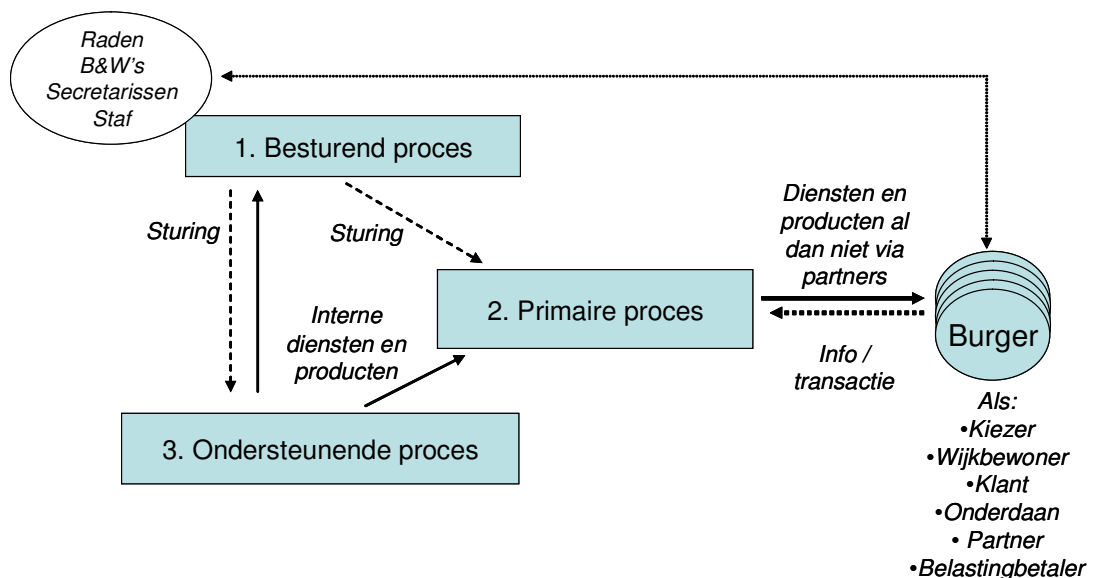 Raden
B&W's
Secretarissen
Staf
1. Besturend proces
Sturing
Sturing
Diensten en
producten al
dan niet via
partners
2. Primaire proces
Interne
diensten en
producten
Burger
Info /
transactie
3. Ondersteunende proces
Als:
•Kiezer
•Wijkbewoner
•Klant
•Onderdaan
• Partner
•Belastingbetaler